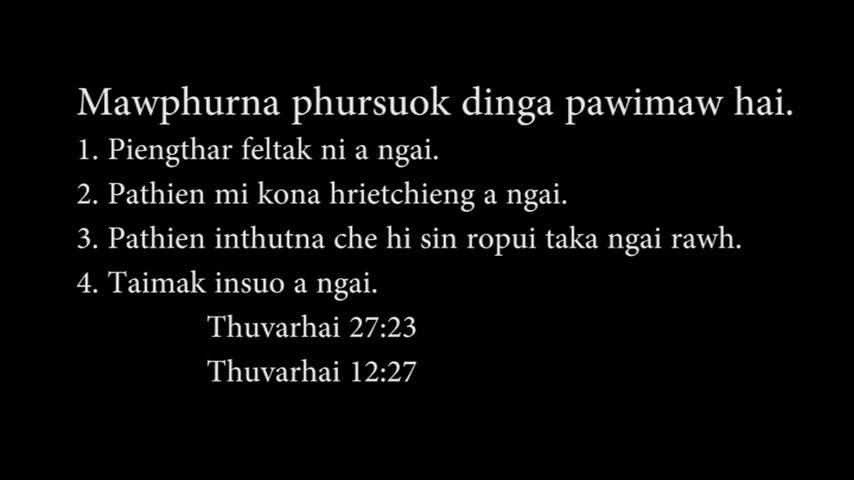 Mawphurna phursuok dinga pawimaw hai.
1. Piengthar feltak ni a ngai.
2. Pathien mi kona hrietchieng a ngai.
3. Pathien inthutna che hi sin ropui taka ngai rawh.
4. Taimak insuo a ngai.
Thuvarhai 27:23
Thuvarhai 12:27